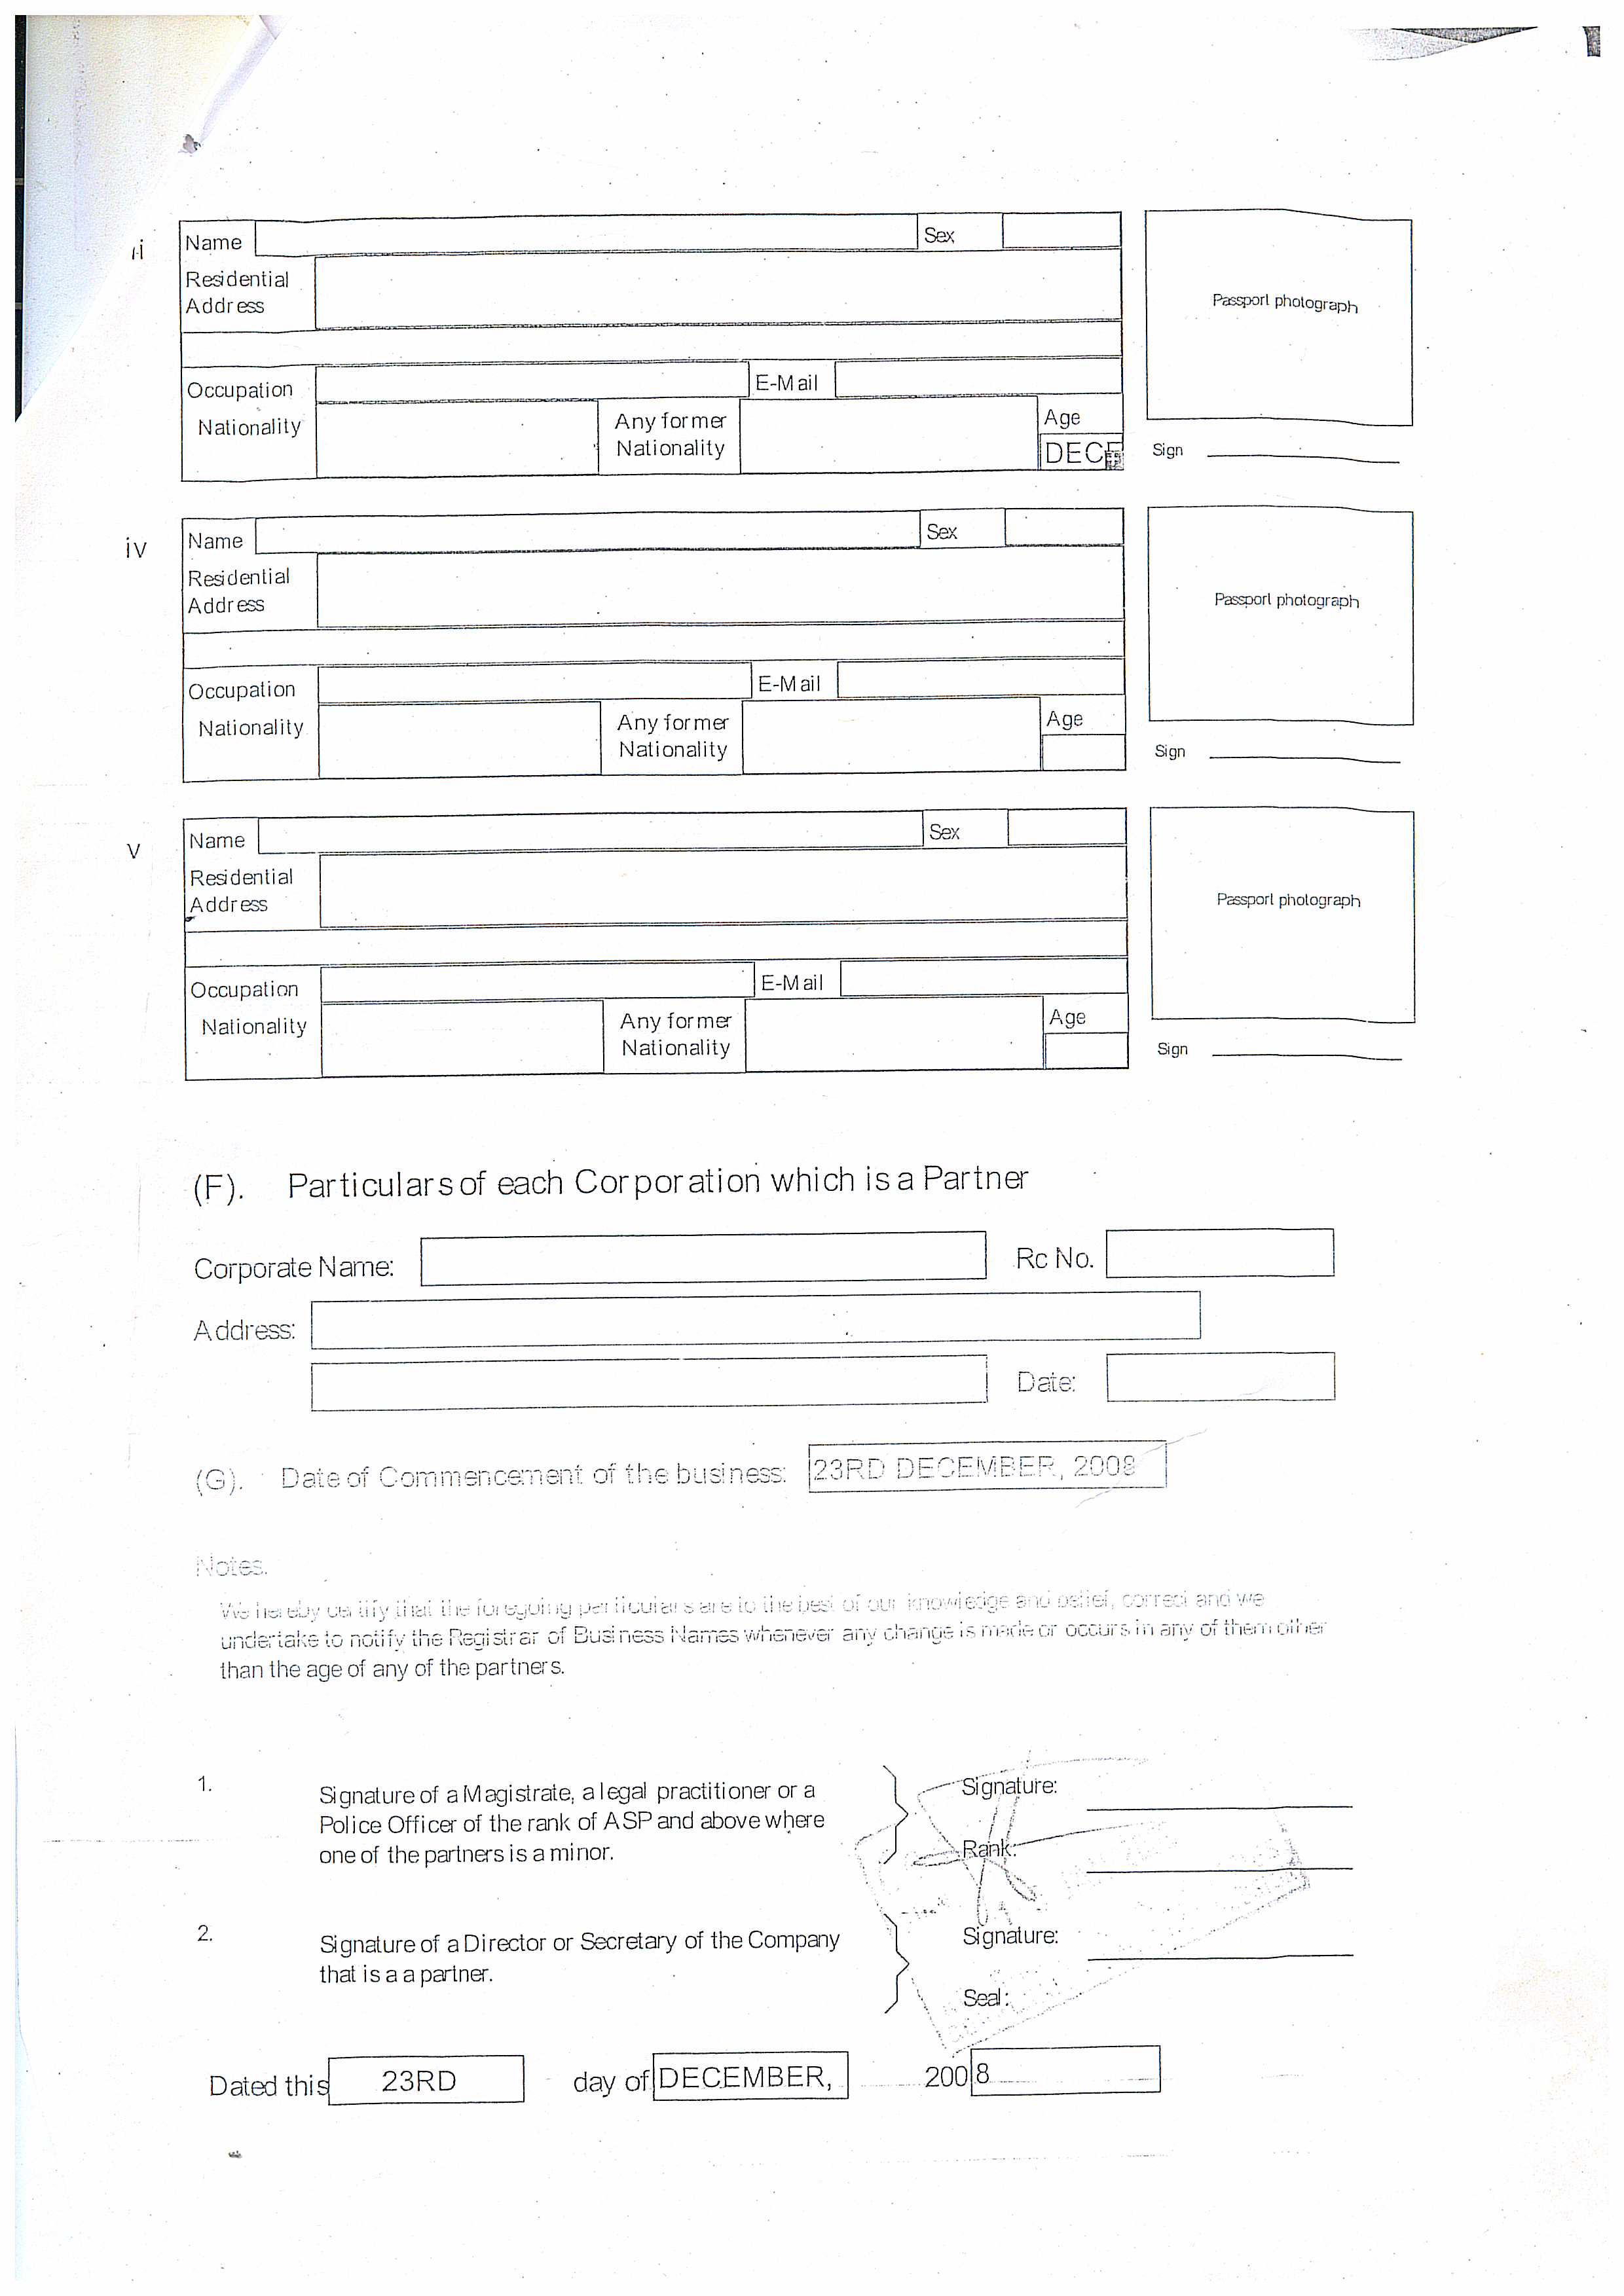 Name Sex
Residential
Address
Passport photograph
Occupation E-Mail
Nationality Any former Nationality Age
DECE
Sign
iv
Name Sex
Residential
Address
Passport photograph
Occupation E-Mail
Nationality Any former Nationality Age
Sign
v
Name Sex
Residential
Address
Passport photograph
Occupation E-Mail
Nationality Any former Nationality Age
Sign
(F). Particulars of each Corporation which is a Partner
Corporate Name: Rc No.
Address:
Date:
(G). Date of Commencement of the business: 23RD DECEMBER, 2008
Notes.
We hereby certify that the foregoing particulars are to the best of our knowledge and belief, correct and we
undertake to notify the Registrar of Business Names whenever any change is made or occurs in any of them other
than the age of any of the partners.
1. Signature of a Magistrate, a legal practitioner or a
Police Officer of the rank of ASP and above where
one of the partners is a minor.
Signature:
Rank:
2. Signature of a Director or Secretary of the Company
that is a a partner.
Signature:
Seal:
Dated this 23RD day of DECEMBER, 2008